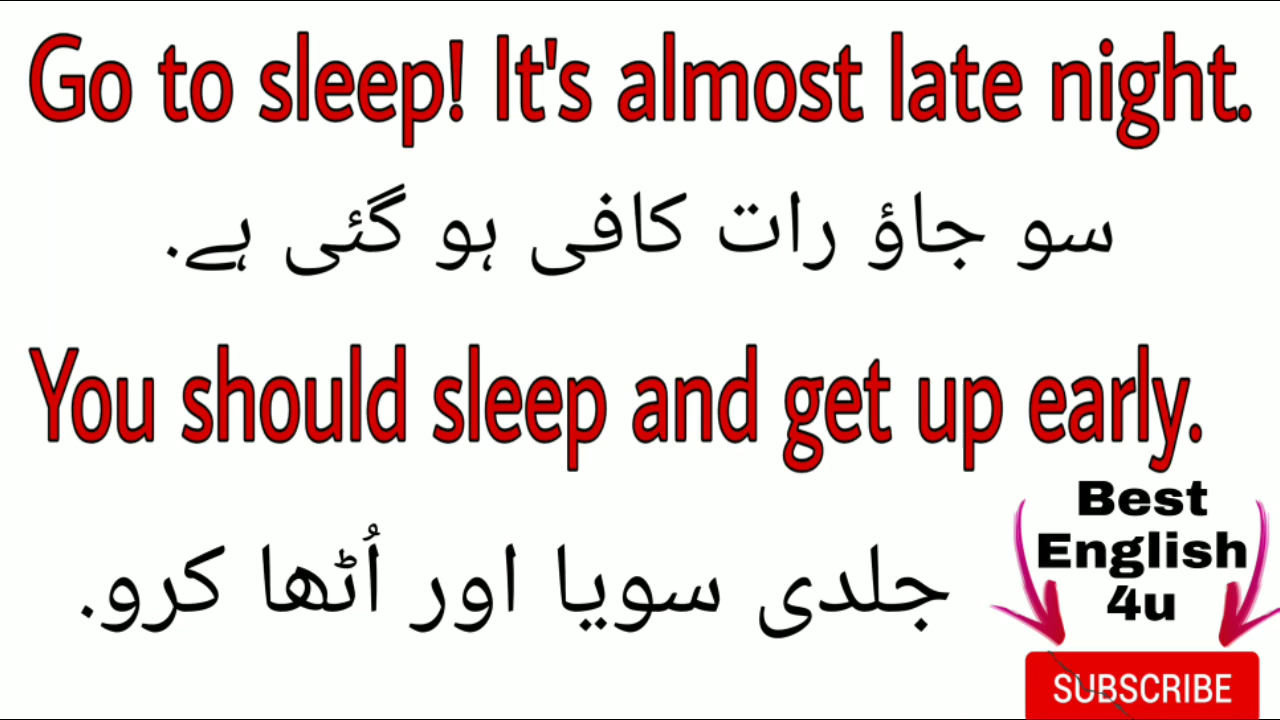 Go to sleep! It's almost late night.
سو جاؤ رات کافی ہو گئی ہے.
You should sleep and get up early.
جلدی سویا اور اُٹھا کرو.
Best
English
4u
SUBSCRIBE